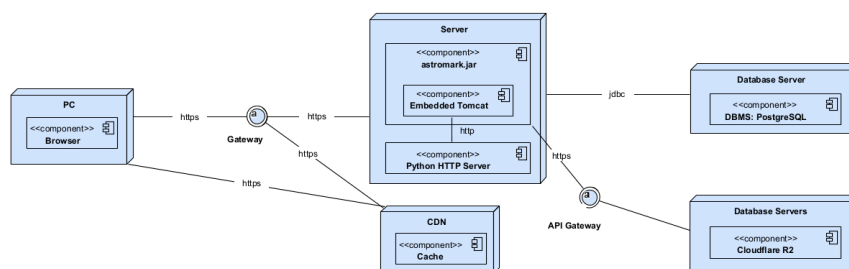 Server
<<component>>
astromark.jar
<<component>>
Embedded Tomcat
http
<<component>>
Python HTTP Server
PC
<<component>>
Browser
https
a
Gateway
https
https
https
CDN
<<component>>
Cache
jdbc
Database Server
<<component>>
DBMS: PostgreSQL
https
a
API Gateway
Database Servers
<<component>>
Cloudflare R2